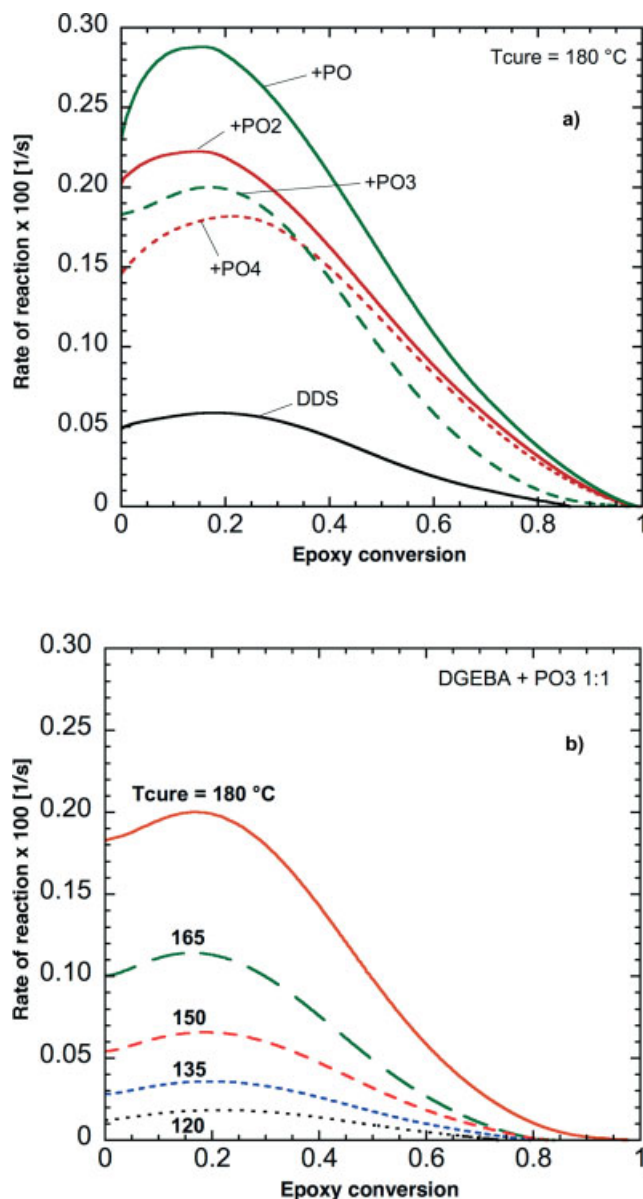 0.30
Tcure = 180 °C
+PO
0.25
a)
+PO2
0.20
+PO3
0.15
+PO4
0.10
DDS
0.05
0
0 0.2 0.4 0.6 0.8 1
Rate of reaction x 100 [1/s]
Epoxy conversion
0.30
DGEBA + PO3 1:1
0.25
b)
Tcure = 180 °C
0.20
0.15
165
0.10
150
0.05
135
120
0
0 0.2 0.4 0.6 0.8 1
Rate of reaction x 100 [1/s]
Epoxy conversion